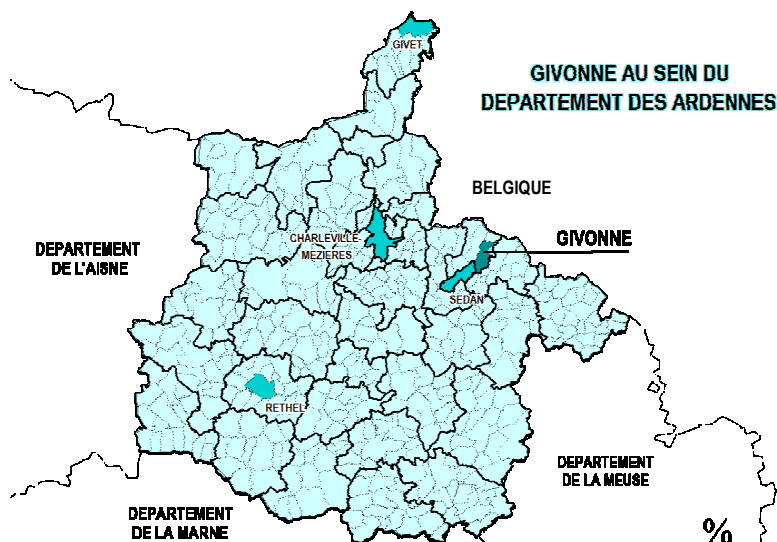 GIVET
GIVONNE AU SEIN DU
DEPARTEMENT DES ARDENNES
BELGIQUE
GIVONNE
CHARLEVILLE-
MEZIERES
DEPARTEMENT
DE L'AISNE
SEDAN
RETHEL
DEPARTEMENT
DE LA MEUSE
DEPARTEMENT
DE LA MARNE
%